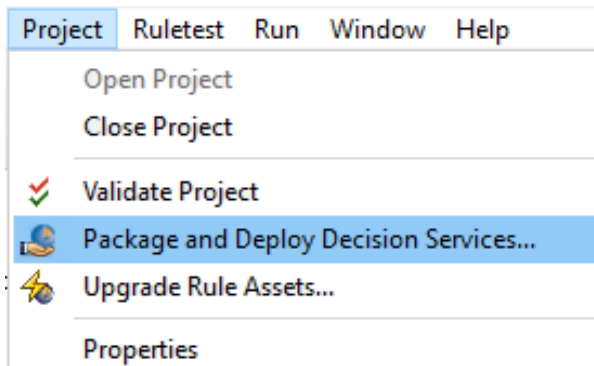 Project Ruletest Run Window Help
Open Project
Close Project
Validate Project
Package and Deploy Decision Services...
Upgrade Rule Assets...
Properties